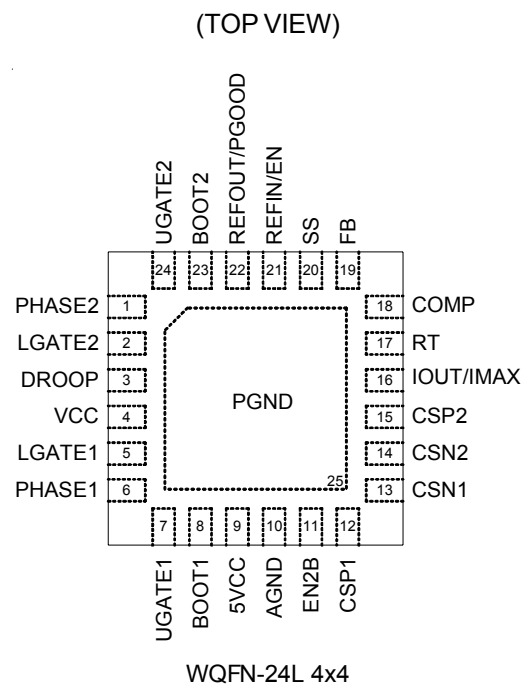 (TOP VIEW)
UGATE2
BOOT2
REFOUT/PGOOD
REFIN/EN
SS
FB
24 23 22 21 20 19
PHASE2 1
LGATE2 2
DROOP 3
VCC 4
LGATE1 5
PHASE1 6
PGND
25
18 COMP
17 RT
16 IOUT/IMAX
15 CSP2
14 CSN2
13 CSN1
7 8 9 10 11 12
UGATE1
BOOT1
5VCC
AGND
EN2B
CSP1
WQFN-24L 4x4